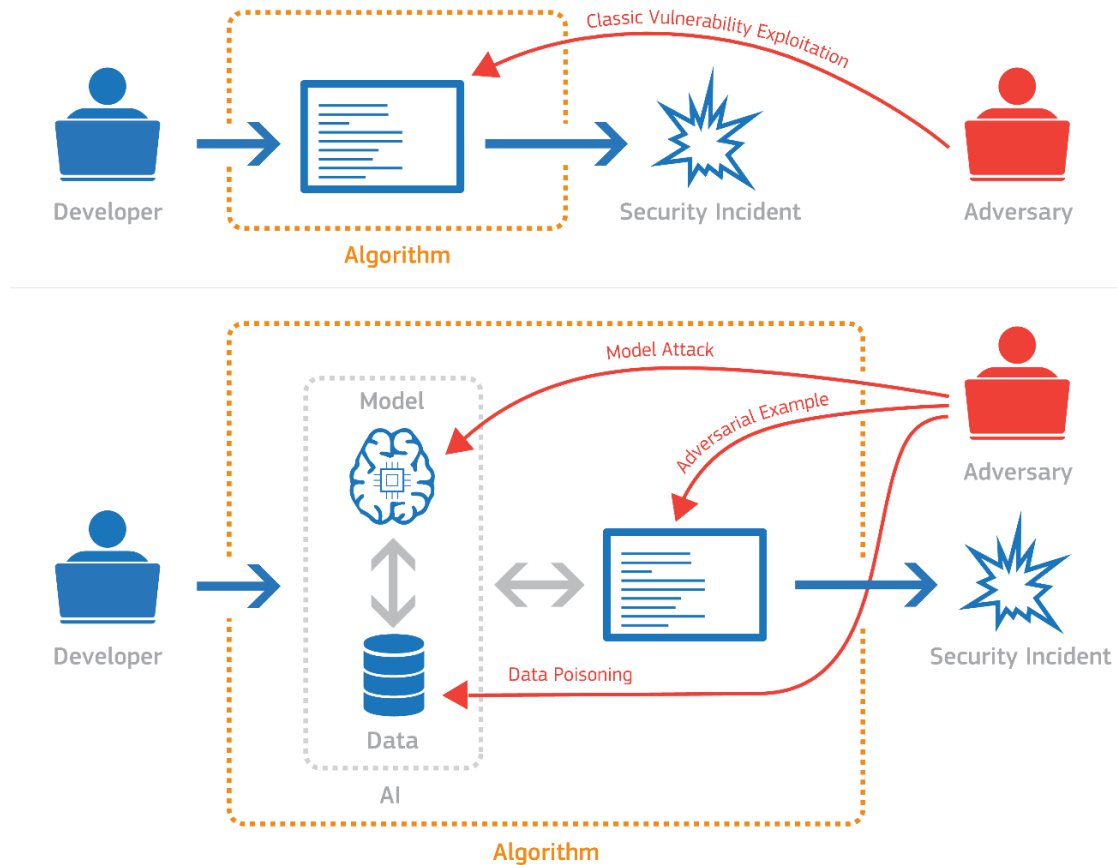 Classic Vulnerability Exploitation
Developer
Security Incident
Adversary
Algorithm
Model Attack
Model
Adversarial Example
Adversary
Developer
Security Incident
Data Poisoning
Data
AI
Algorithm